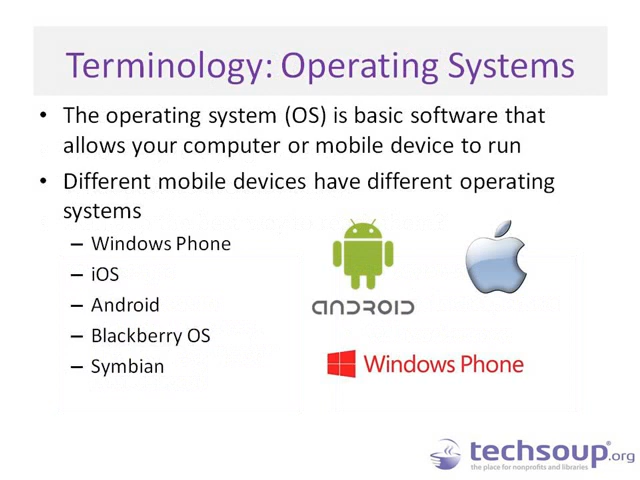 Terminology: Operating Systems
• The operating system (OS) is basic software that
allows your computer or mobile device to run
• Different mobile devices have different operating
systems
– Windows Phone
– iOS
– Android
– Blackberry OS
– Symbian
ANDROID
Windows Phone
techsoup®.org
the place for nonprofits and libraries